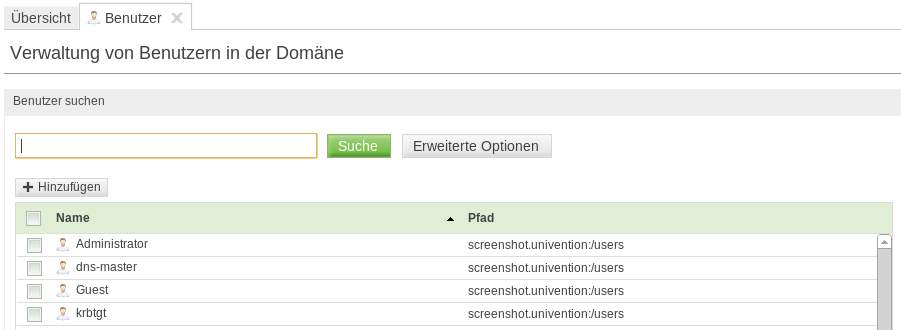 Übersicht Benutzer
Verwaltung von Benutzern in der Domäne
Benutzer suchen
Suche Erweiterte Optionen
Hinzufügen
Name Pfad
Administrator screenshot.univention:/users
dns-master screenshot.univention:/users
Guest screenshot.univention:/users
krbtgt screenshot.univention:/users